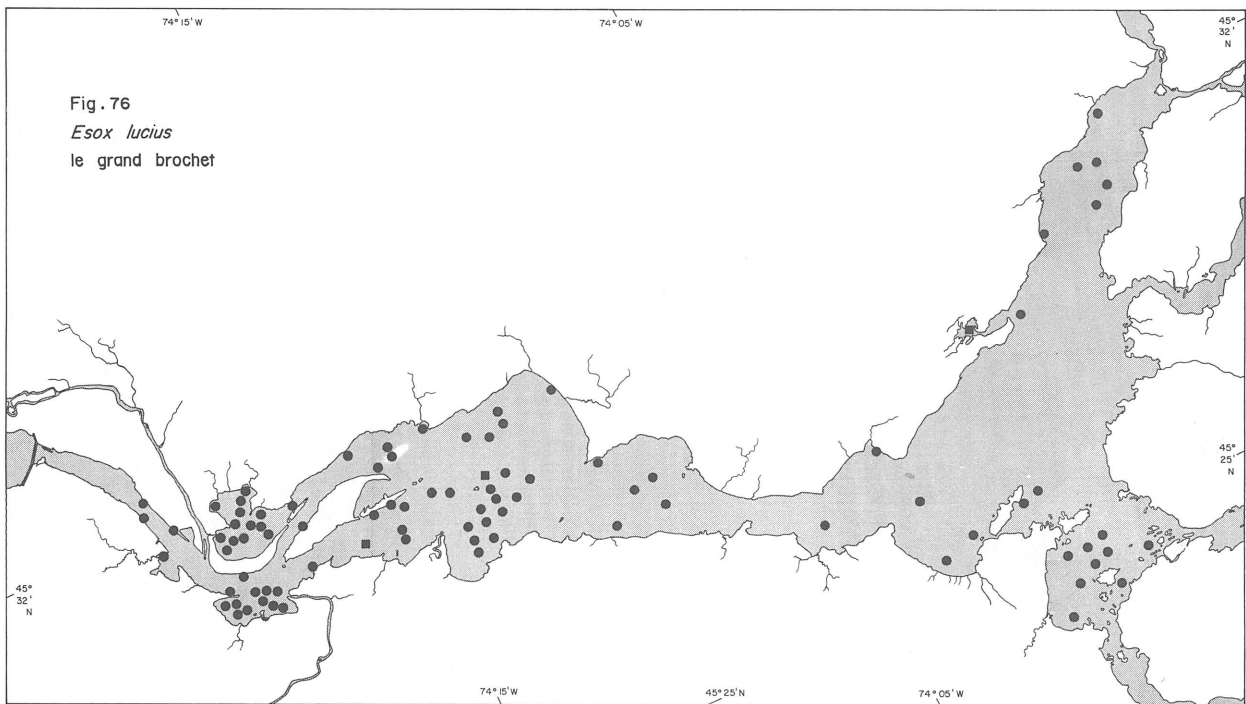 74° 15' W
74° 05' W
45°
32'
N
Fig. 76
Esox lucius
le grand brochet
45°
25'
N
45°
32'
N
74° 15' W
45° 25' N
74° 05' W